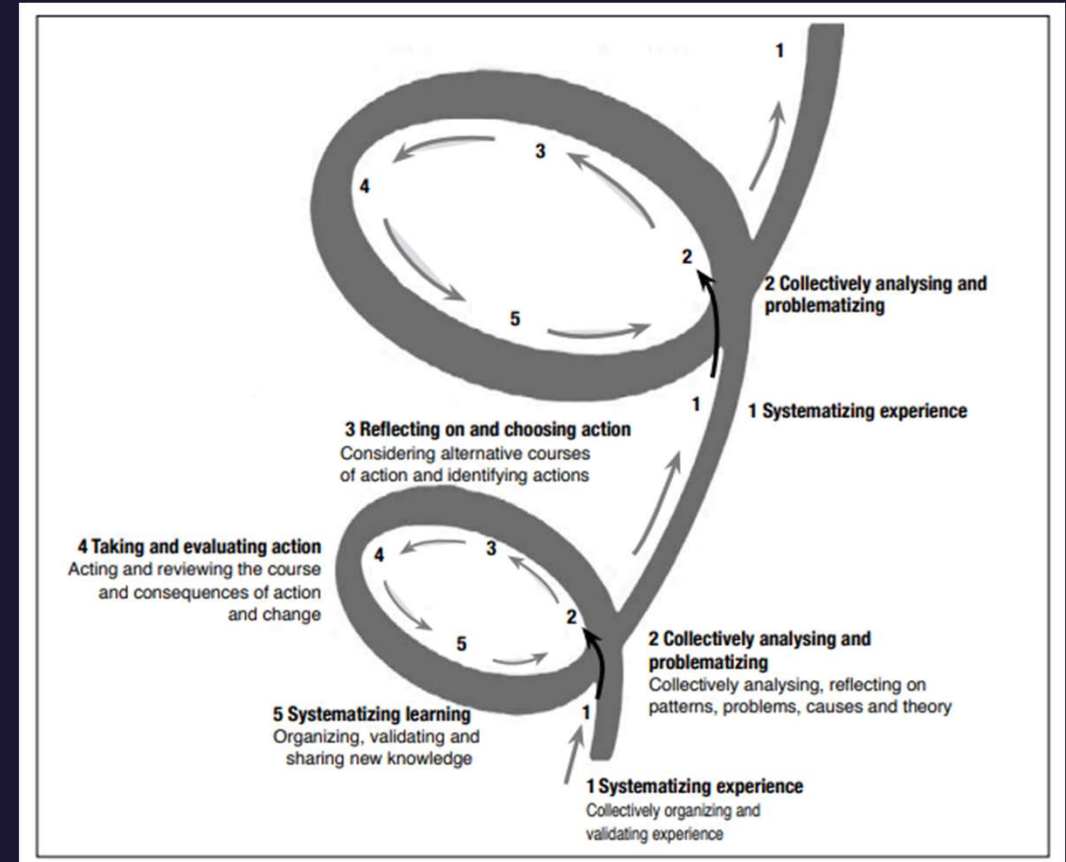 1
3
4
2
2 Collectively analysing and
problematizing
5
1
1 Systematizing experience
3 Reflecting on and choosing action
Considering alternative courses
of action and identifying actions
4 Taking and evaluating action
Acting and reviewing the course
and consequences of action
and change
3
4
2
5
2 Collectively analysing and
problematizing
Collectively analysing, reflecting on
patterns, problems, causes and theory
5 Systematizing learning
Organizing, validating and
sharing new knowledge
1
1 Systematizing experience
Collectively organizing and
validating experience